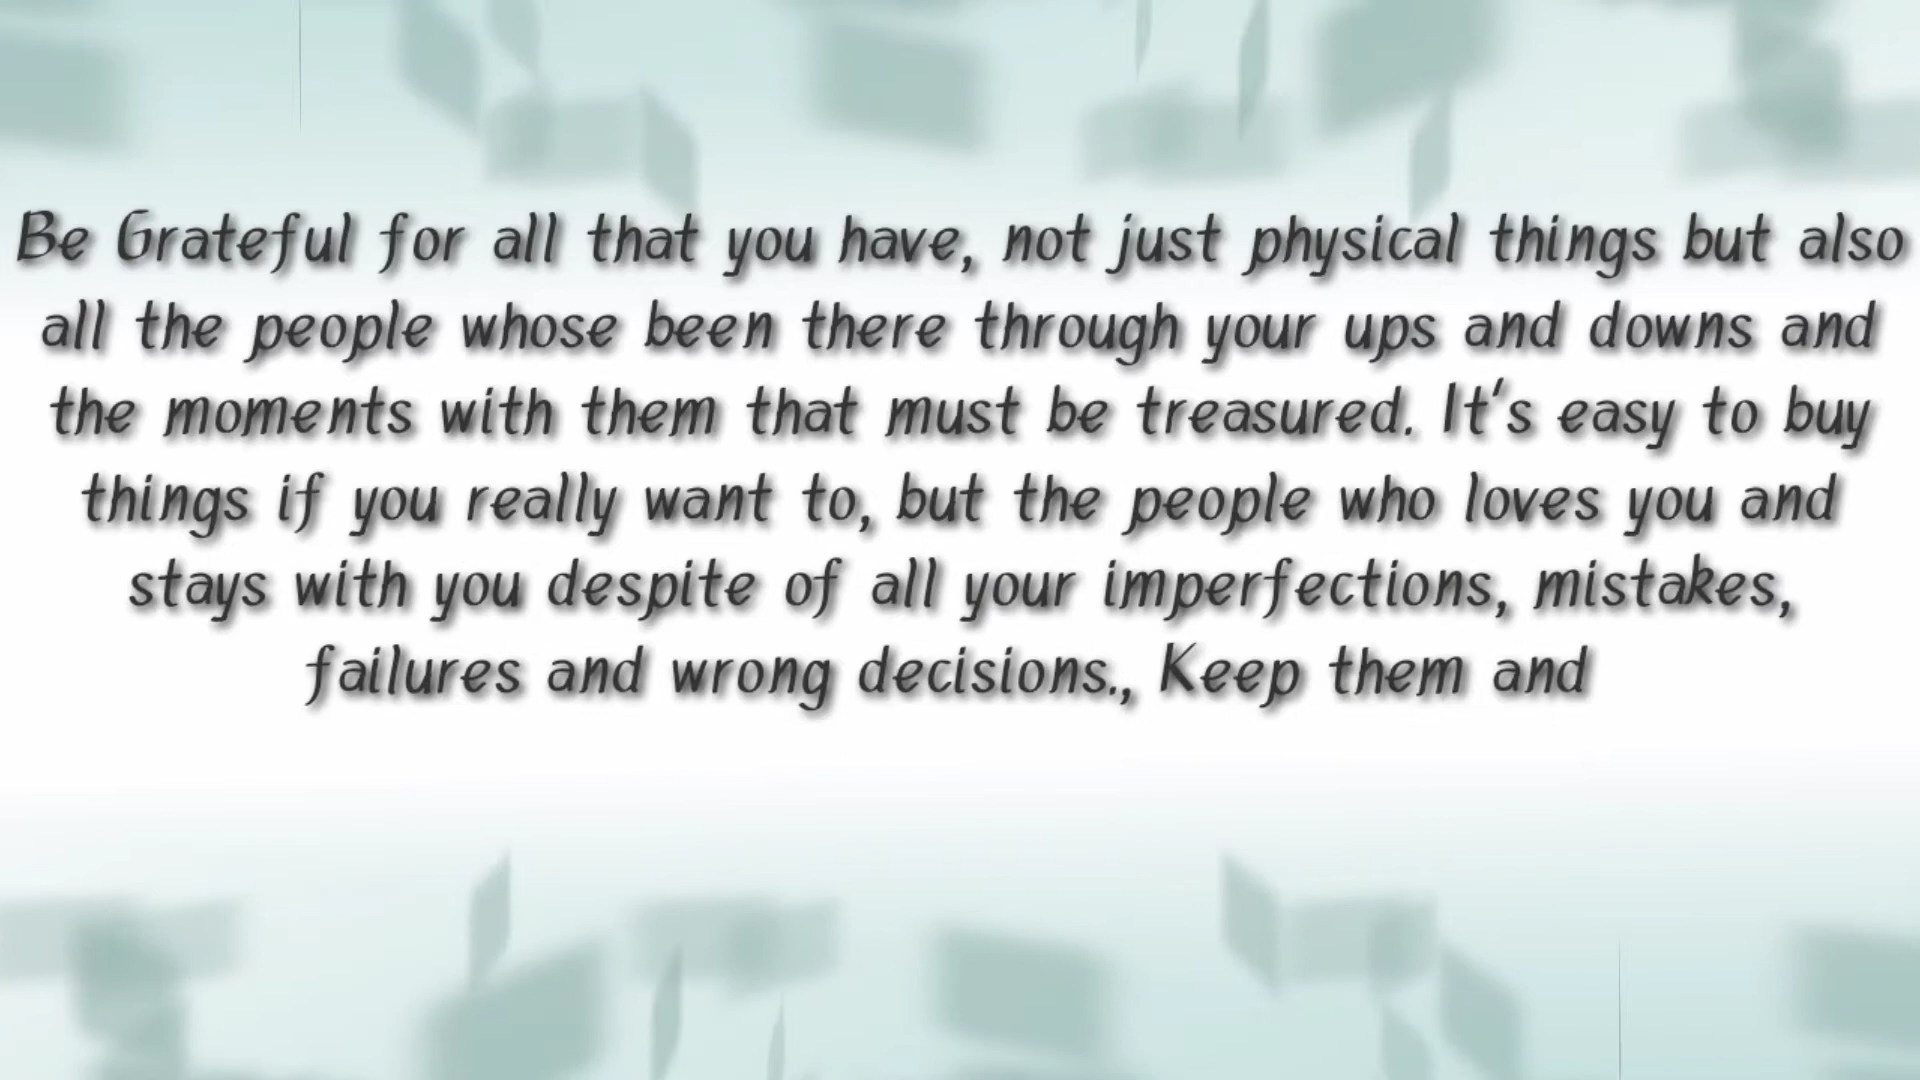 Be Grateful for all that you have, not just physical things but also
all the people whose been there through your ups and downs and
the moments with them that must be treasured. It's easy to buy
things if you really want to, but the people who loves you and
stays with you despite of all your imperfections, mistakes,
failures and wrong decisions., Keep them and